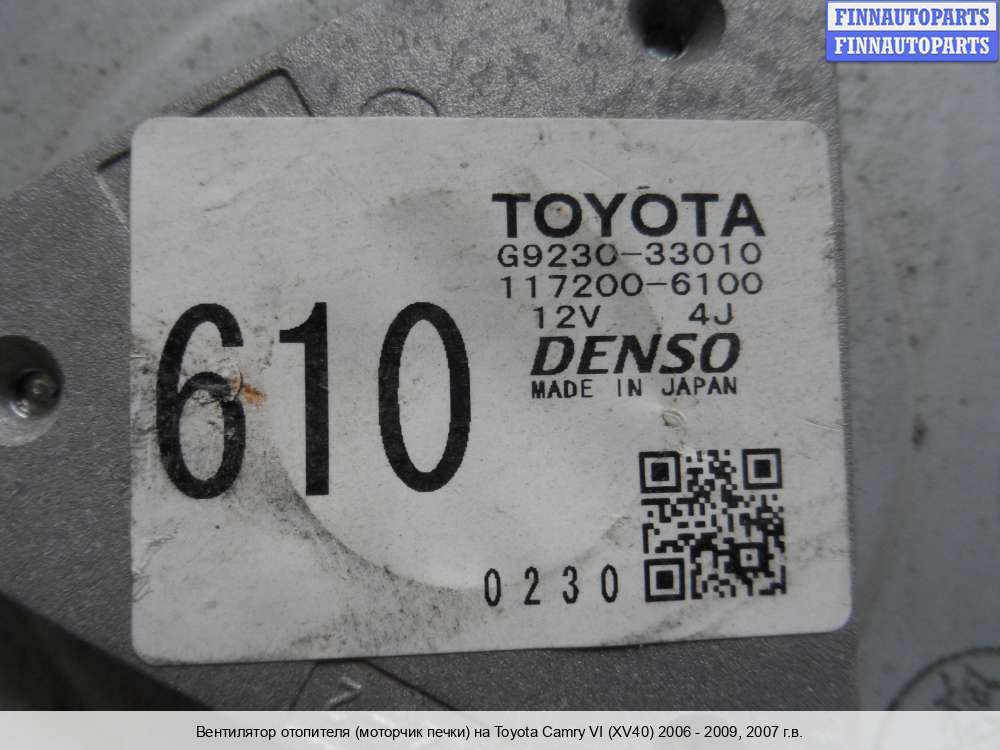 FINNAUTOPARTS
FINNAUTOPARTS
TOYOTA
G9230-33010
117200-6100
12V 4J
DENSO
MADE IN JAPAN
610
0230
Вентилятор отопителя (моторчик печки) на Toyota Camry VI (XV40) 2006 - 2009, 2007 г.в.